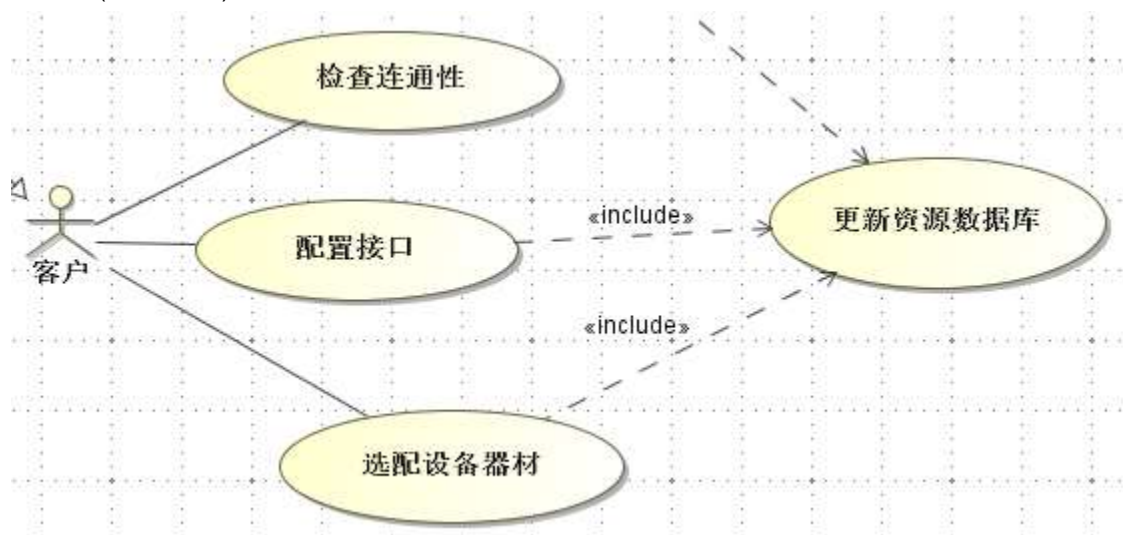 检查连通性
«include»
更新资源数据库
配置接口
客户
«include»
选配设备器材